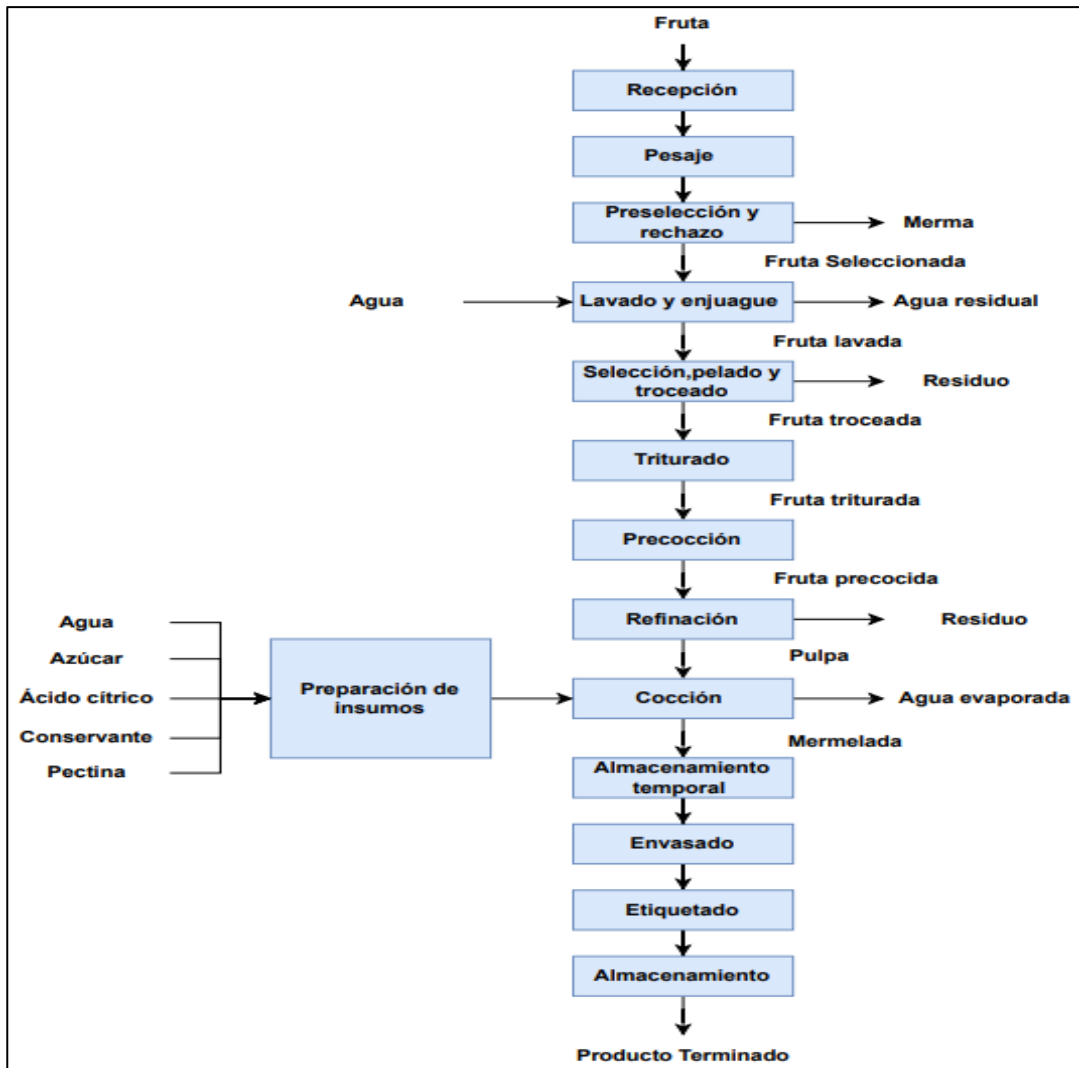 Fruta
Recepción
Pesaje
Preselección y
rechazo
Merma
Fruta Seleccionada
Agua
Lavado y enjuague
Agua residual
Fruta lavada
Selección,pelado y
troceado
Residuo
Fruta troceada
Triturado
Fruta triturada
Precocción
Fruta precocida
Refinación
Residuo
Pulpa
Agua
Azúcar
Ácido cítrico
Conservante
Pectina
Preparación de
insumos
Cocción
Agua evaporada
Mermelada
Almacenamiento
temporal
Envasado
Etiquetado
Almacenamiento
Producto Terminado